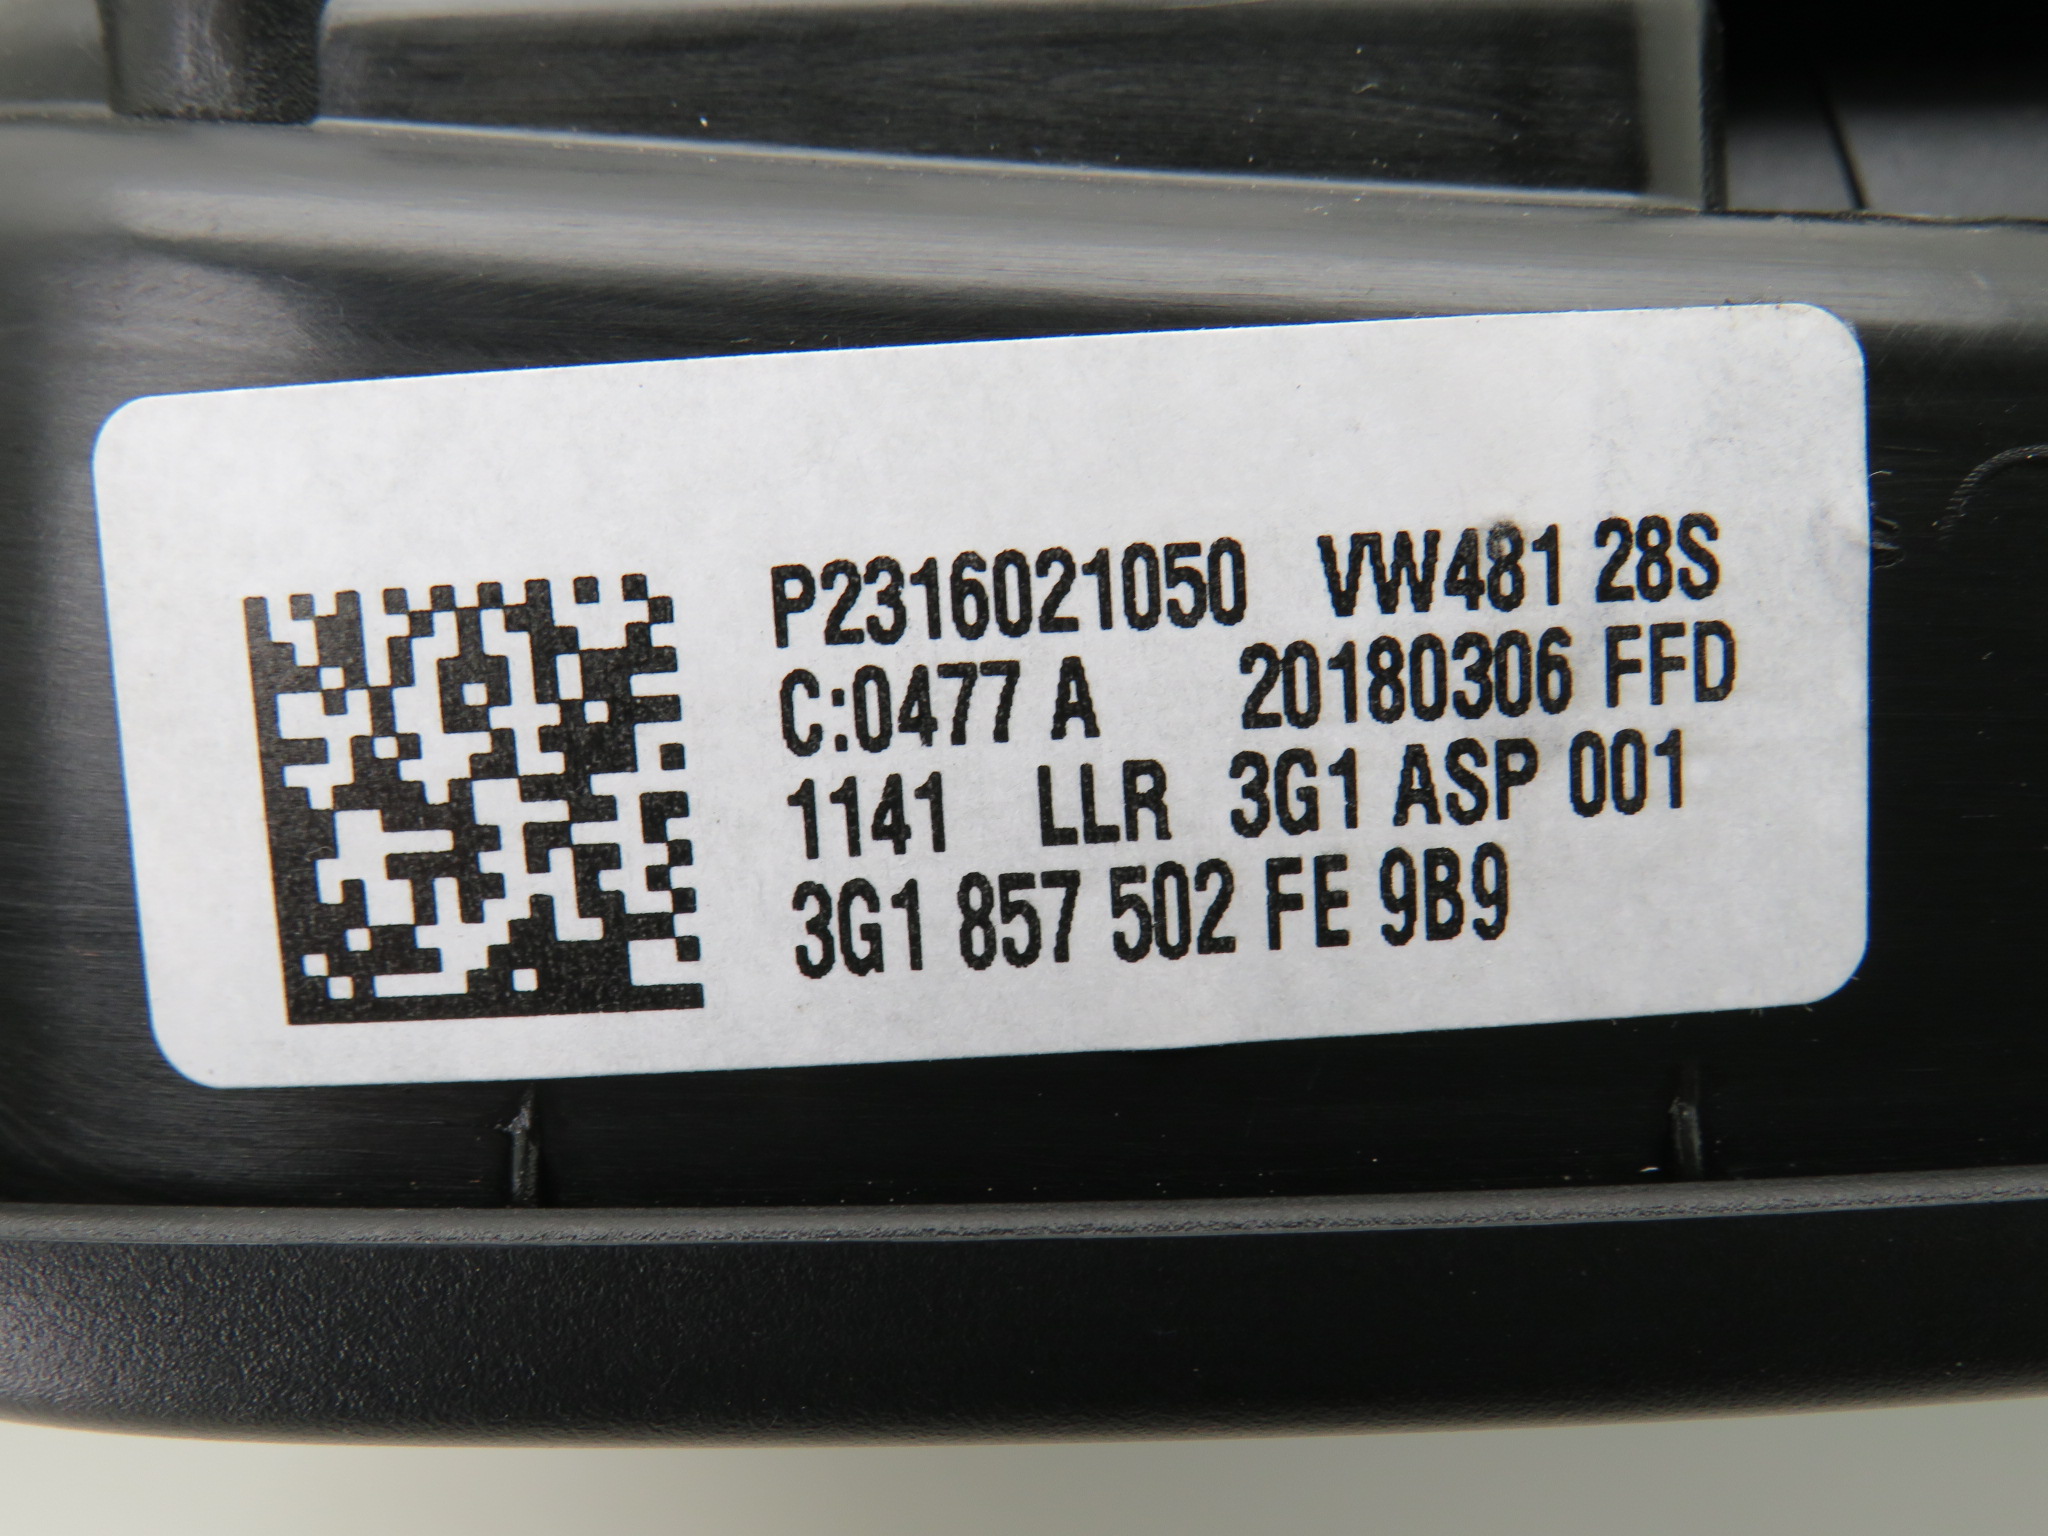 P2316021050 VW481 28S
C:0477 A 20180306 FFD
1141 LLR 3G1 ASP 001
3G1 857 502 FE 9B9